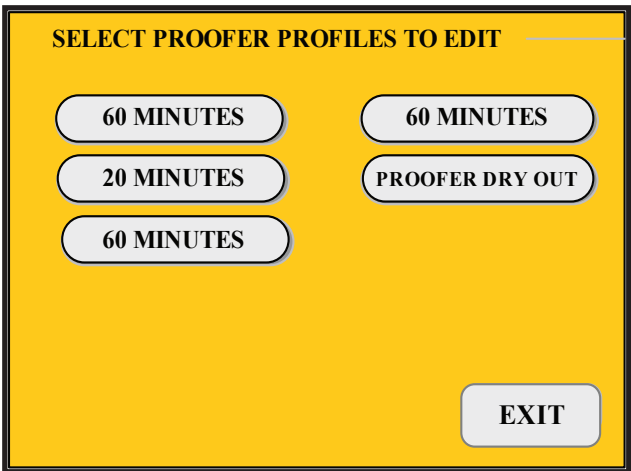 SELECT PROOFER PROFILES TO EDIT
60 MINUTES
60 MINUTES
20 MINUTES
PROOFER DRY OUT
60 MINUTES
EXIT